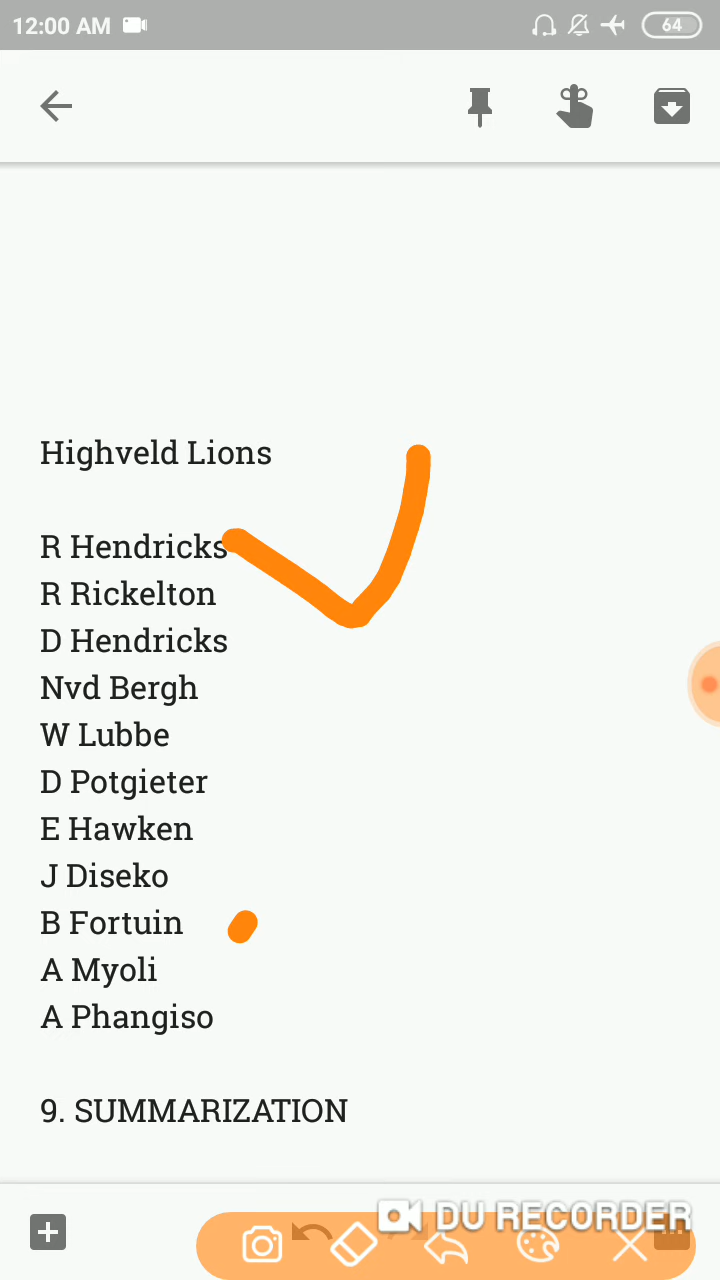 12:00 AM
64
Highveld Lions
R Hendricks
R Rickelton
D Hendricks
Nvd Bergh
W Lubbe
D Potgieter
E Hawken
J Diseko
B Fortuin
A Myoli
A Phangiso
9. SUMMARIZATION
DU RECORDER